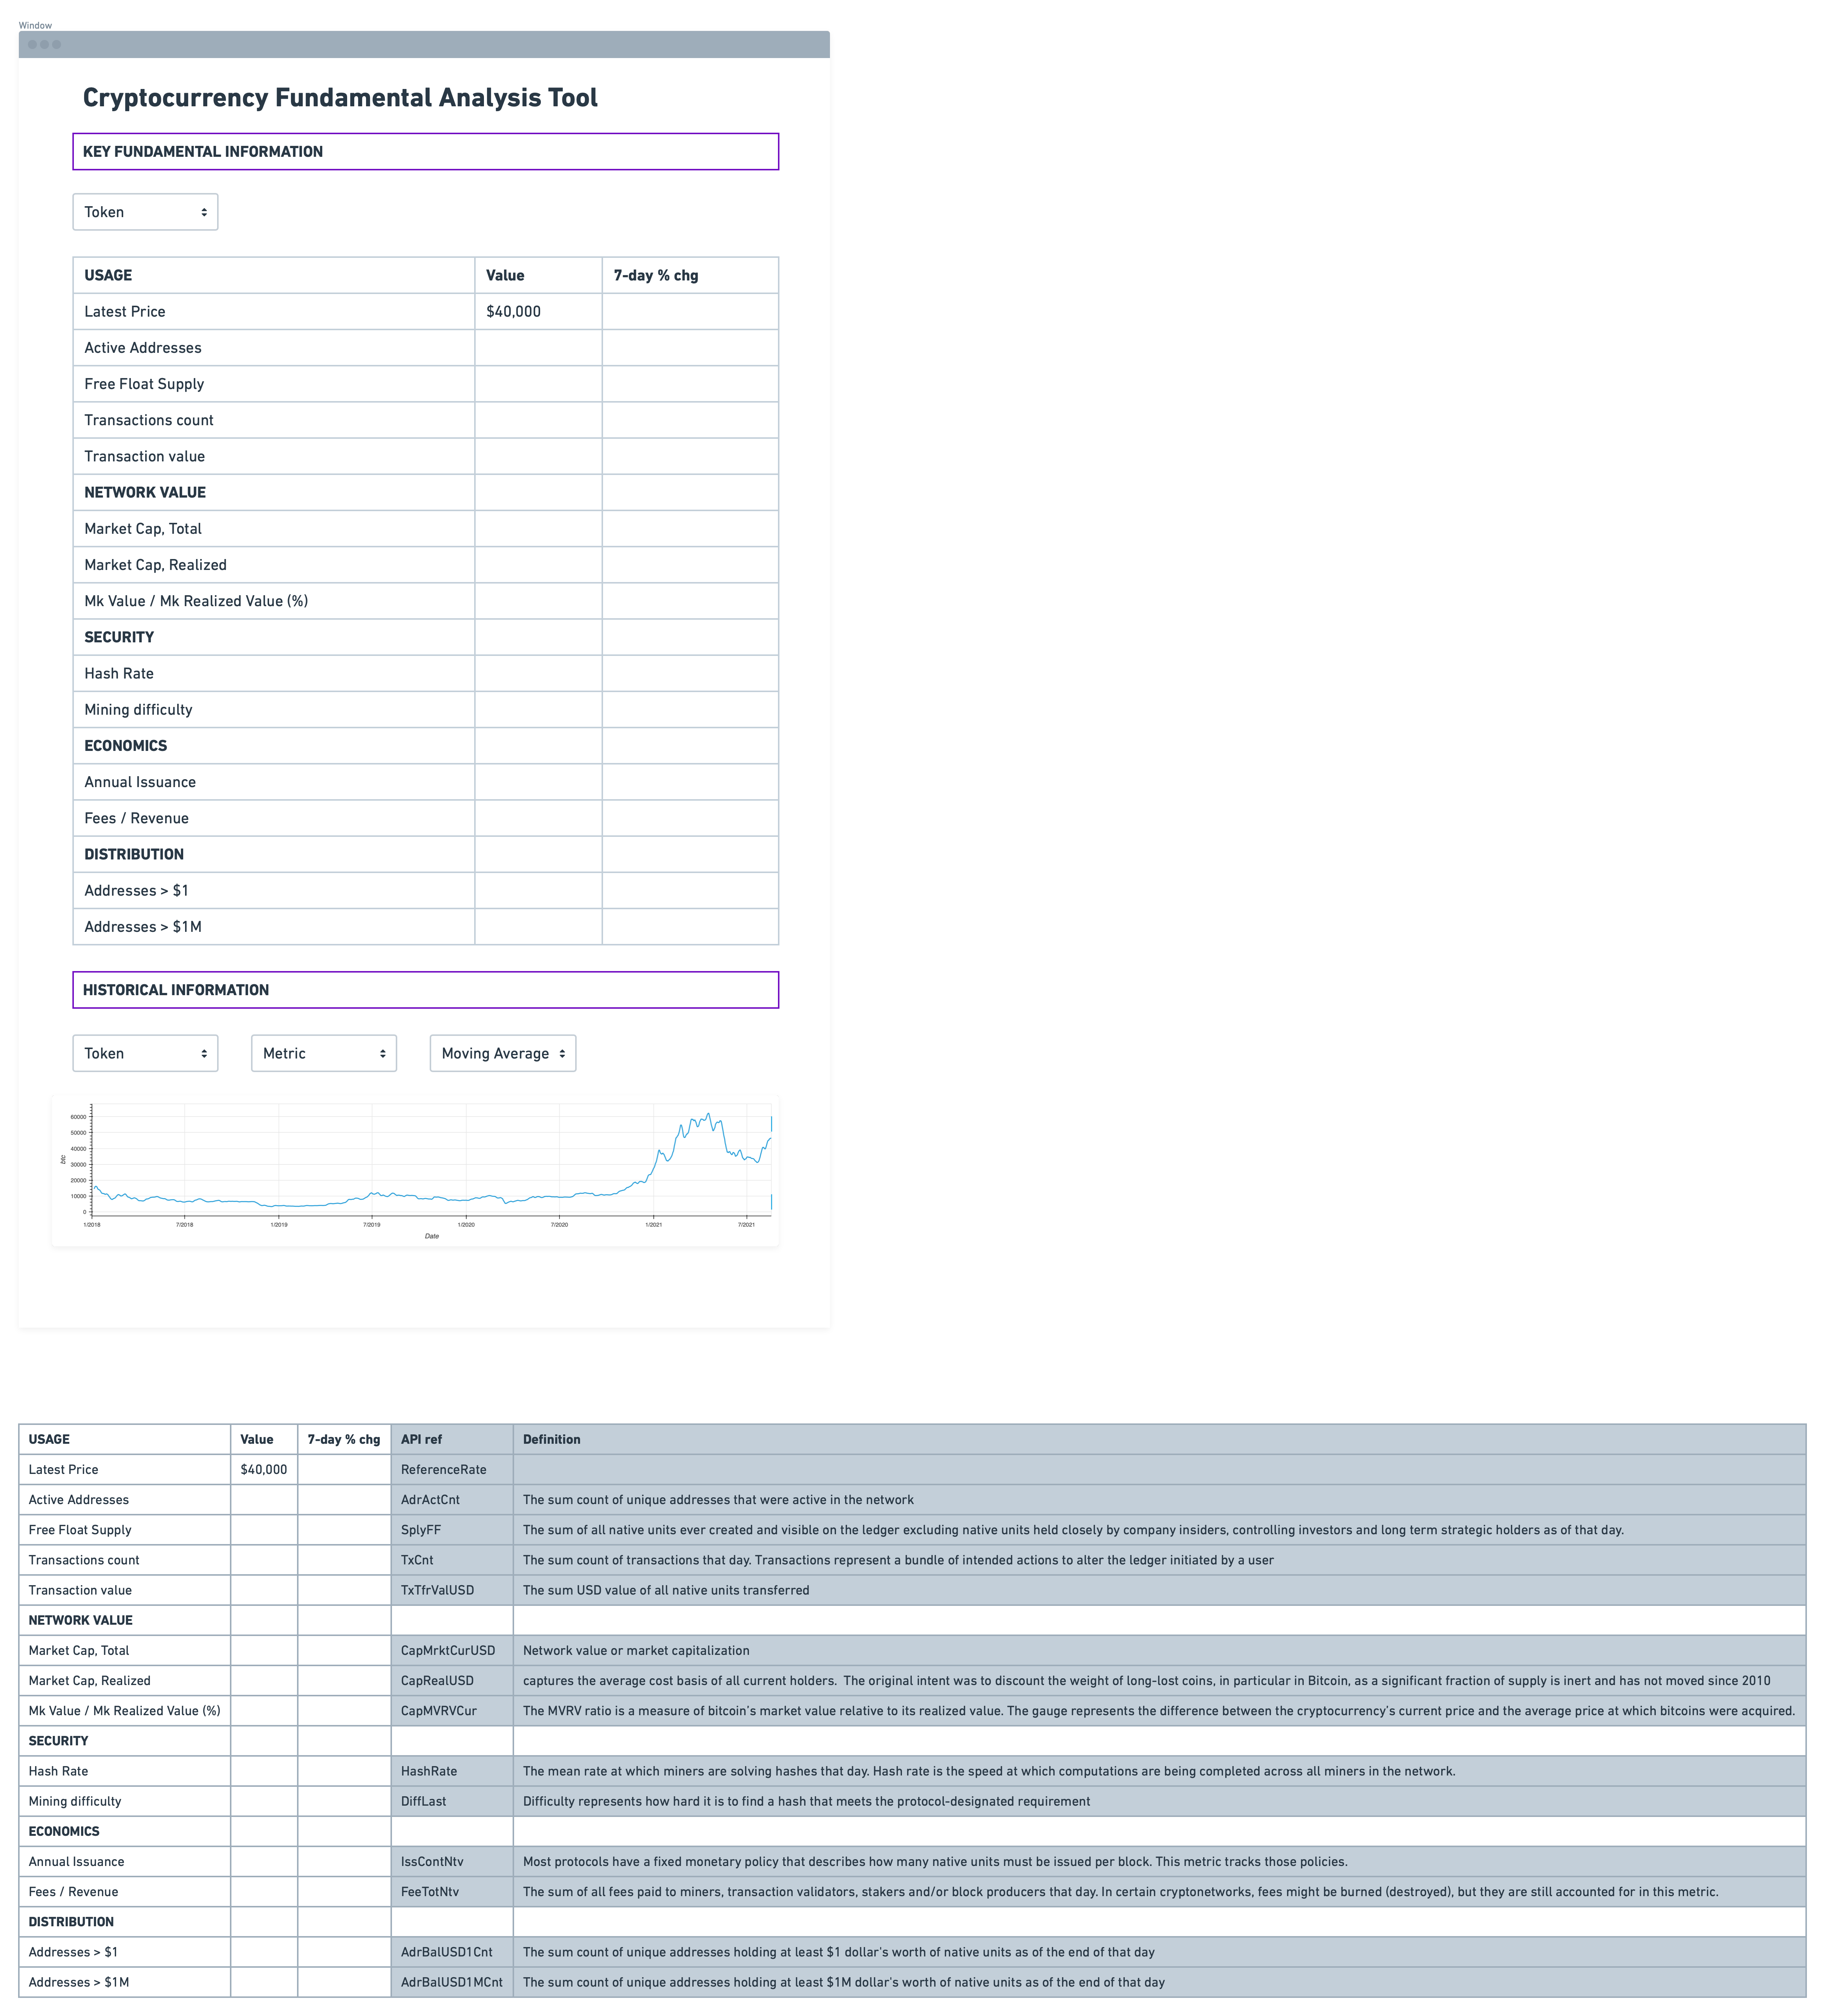 Window
Cryptocurrency Fundamental Analysis Tool
KEY FUNDAMENTAL INFORMATION
Token
USAGE Value 7-day % chg
Latest Price $40,000
Active Addresses
Free Float Supply
Transactions count
Transaction value
NETWORK VALUE
Market Cap, Total
Market Cap, Realized
Mk Value / Mk Realized Value (%)
SECURITY
Hash Rate
Mining difficulty
ECONOMICS
Annual Issuance
Fees / Revenue
DISTRIBUTION
Addresses > $1
Addresses > $1M
HISTORICAL INFORMATION
Token Metric Moving Average
60000
50000
40000
30000
20000
10000
0
btc
1/2018 7/2018 1/2019 7/2019 1/2020 7/2020 1/2021 7/2021
Date
USAGE Value 7-day % chg API ref Definition
Latest Price $40,000 ReferenceRate
Active Addresses AdrActCnt The sum count of unique addresses that were active in the network
Free Float Supply SplyFF The sum of all native units ever created and visible on the ledger excluding native units held closely by company insiders, controlling investors and long term strategic holders as of that day.
Transactions count TxCnt The sum count of transactions that day. Transactions represent a bundle of intended actions to alter the ledger initiated by a user
Transaction value TxTfrValUSD The sum USD value of all native units transferred
NETWORK VALUE
Market Cap, Total CapMrktCurUSD Network value or market capitalization
Market Cap, Realized CapRealUSD captures the average cost basis of all current holders. The original intent was to discount the weight of long-lost coins, in particular in Bitcoin, as a significant fraction of supply is inert and has not moved since 2010
Mk Value / Mk Realized Value (%) CapMVRVCur The MVRV ratio is a measure of bitcoin's market value relative to its realized value. The gauge represents the difference between the cryptocurrency's current price and the average price at which bitcoins were acquired.
SECURITY
Hash Rate HashRate The mean rate at which miners are solving hashes that day. Hash rate is the speed at which computations are being completed across all miners in the network.
Mining difficulty DiffLast Difficulty represents how hard it is to find a hash that meets the protocol-designated requirement
ECONOMICS
Annual Issuance IssContNtv Most protocols have a fixed monetary policy that describes how many native units must be issued per block. This metric tracks those policies.
Fees / Revenue FeeTotNtv The sum of all fees paid to miners, transaction validators, stakers and/or block producers that day. In certain cryptonetworks, fees might be burned (destroyed), but they are still accounted for in this metric.
DISTRIBUTION
Addresses > $1 AdrBalUSD1Cnt The sum count of unique addresses holding at least $1 dollar's worth of native units as of the end of that day
Addresses > $1M AdrBalUSD1MCnt The sum count of unique addresses holding at least $1M dollar's worth of native units as of the end of that day